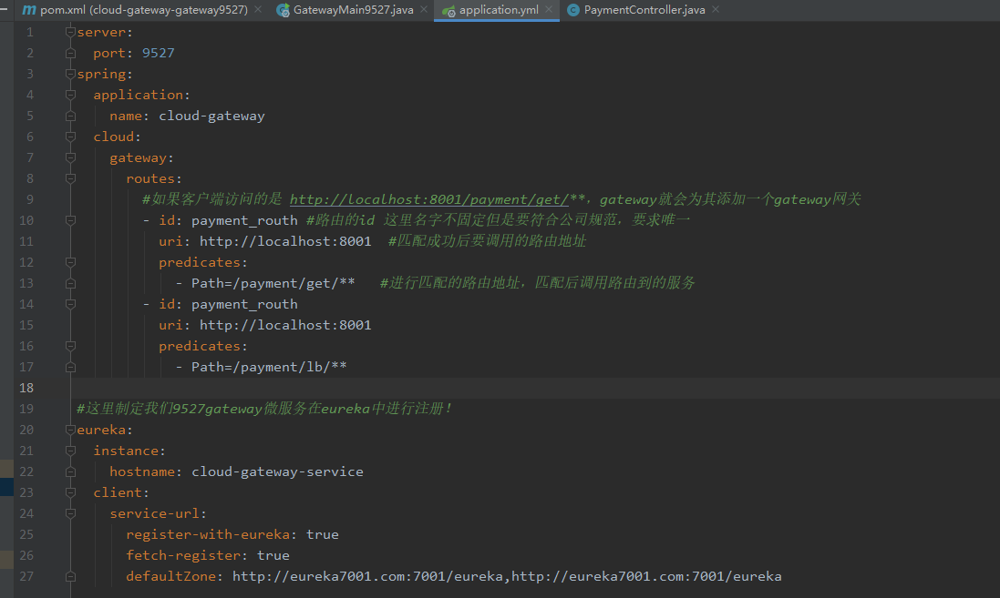 pom.xml (cloud-gateway-gateway9527) GatewayMain9527.java application.yml PaymentController.java
1 server:
2 port: 9527
3 spring:
4 application:
5 name: cloud-gateway
6 cloud:
7 gateway:
8 routes:
9 #如果客户端访问的是 http://localhost:8001/payment/get/**，gateway就会为其添加一个gateway网关
10 - id: payment_routh #路由的id 这里名字不固定但是要符合公司规范，要求唯一
11 uri: http://localhost:8001 #匹配成功后要调用的路由地址
12 predicates:
13 - Path=/payment/get/** #进行匹配的路由地址，匹配后调用路由到的服务
14 - id: payment_routh
15 uri: http://localhost:8001
16 predicates:
17 - Path=/payment/lb/**
18
19 #这里制定我们9527gateway微服务在eureka中进行注册！
20 eureka:
21 instance:
22 hostname: cloud-gateway-service
23 client:
24 service-url:
25 register-with-eureka: true
26 fetch-register: true
27 defaultZone: http://eureka7001.com:7001/eureka,http://eureka7001.com:7001/eureka